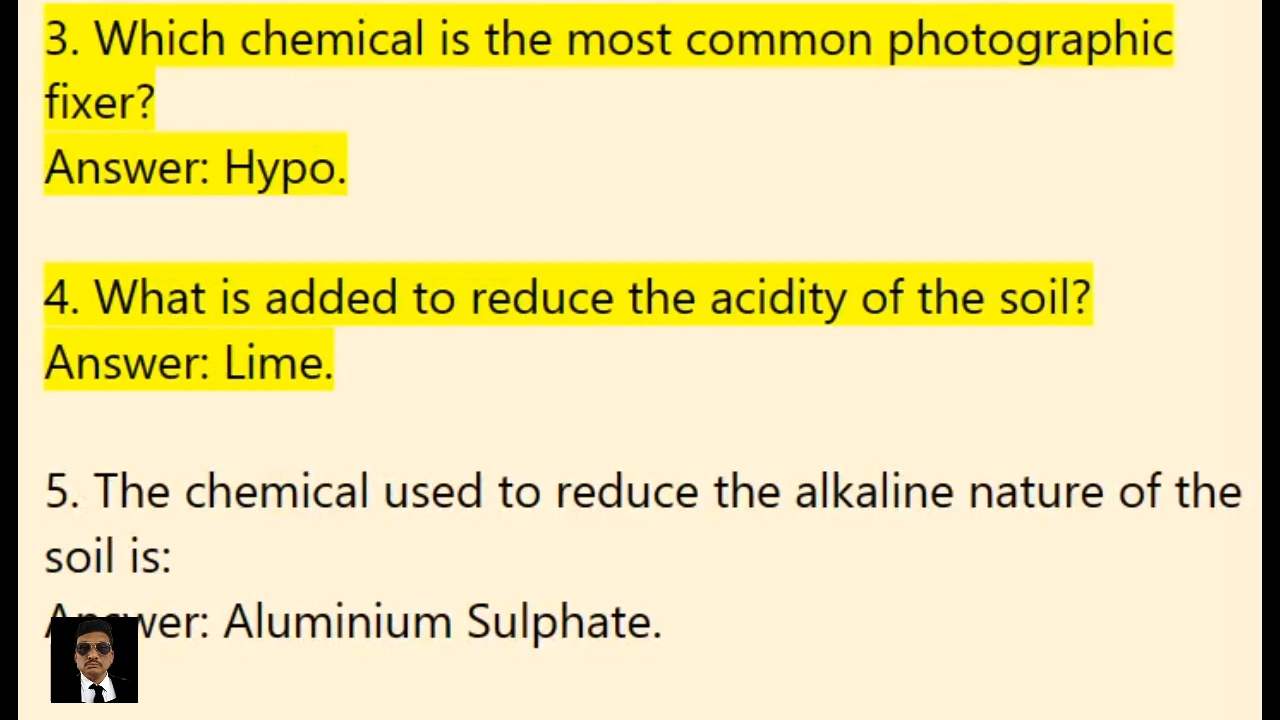 3. Which chemical is the most common photographic
fixer?
Answer: Hypo.
4. What is added to reduce the acidity of the soil?
Answer: Lime.
5. The chemical used to reduce the alkaline nature of the
soil is:
Answer: Aluminium Sulphate.